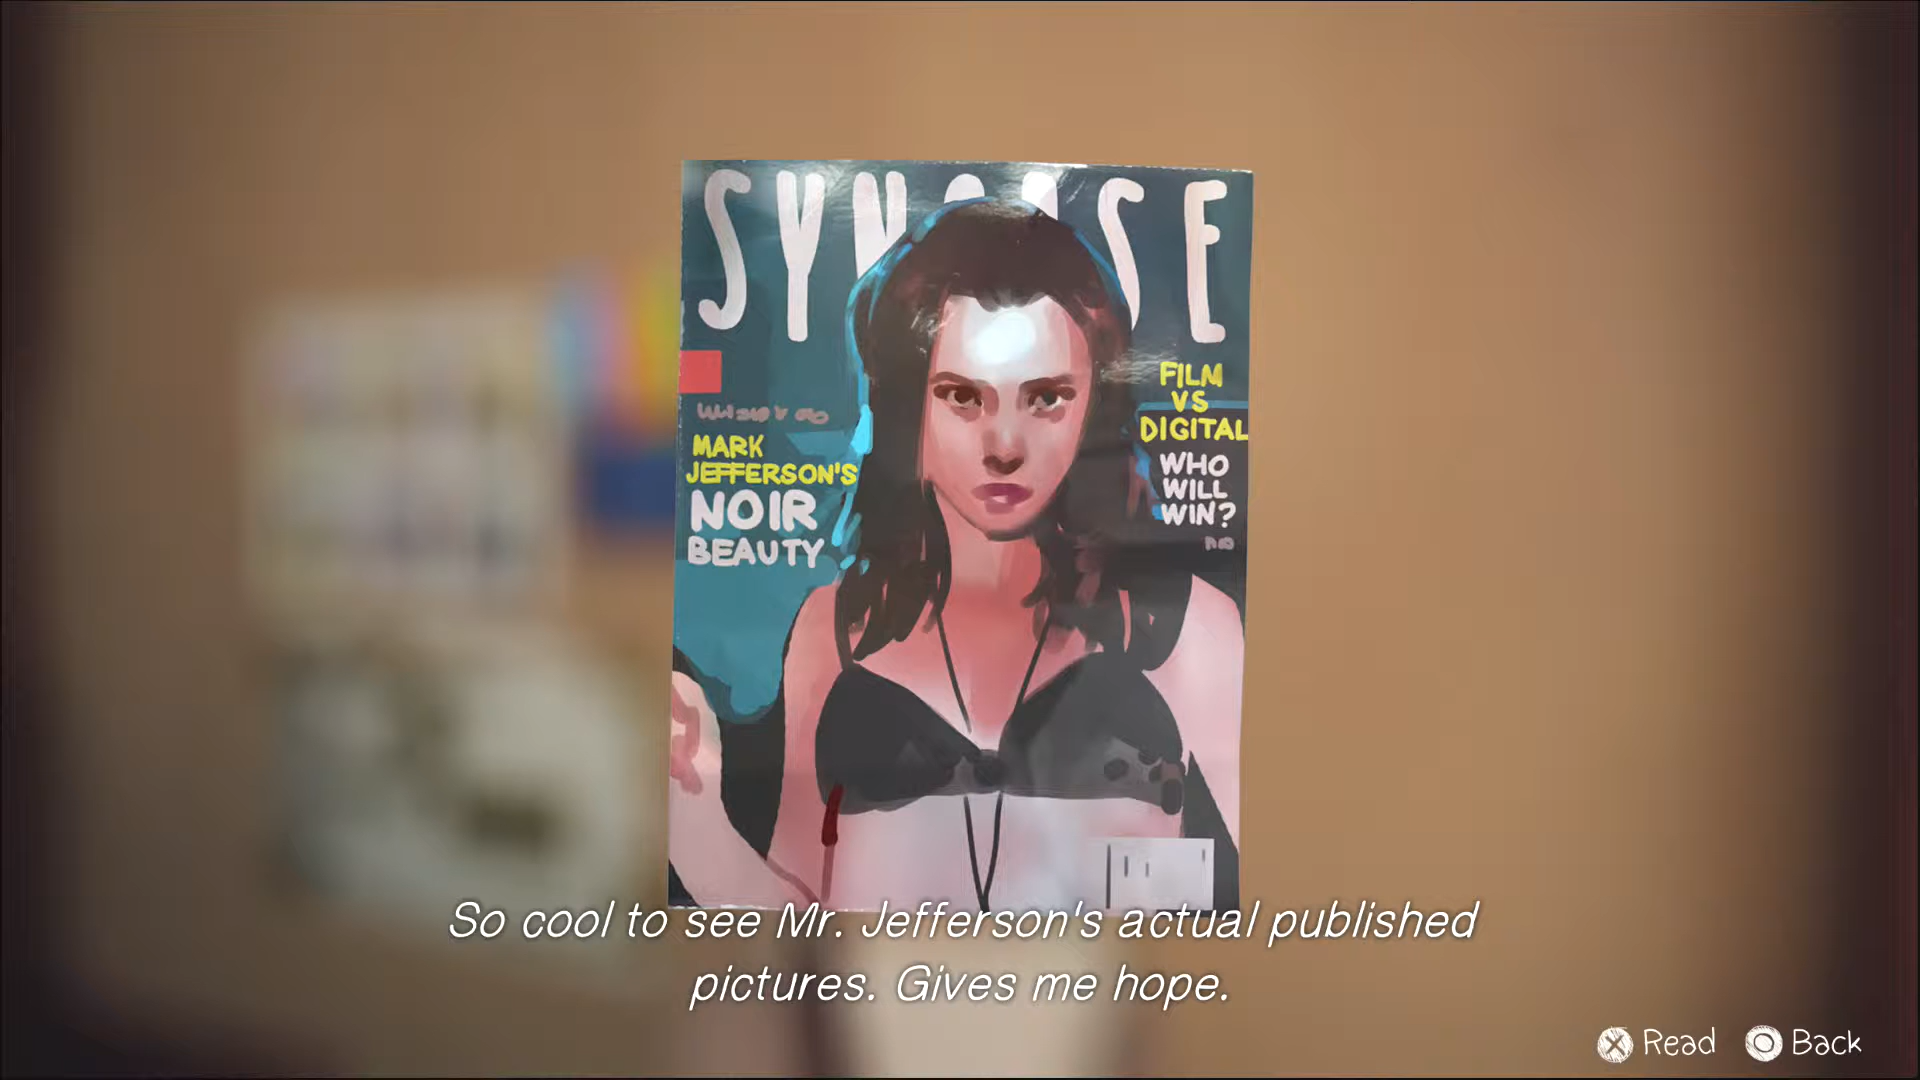 SYNAPSE
MARK
JEFFERSON'S
NOIR
BEAUTY
FILM
VS
DIGITAL
WHO
WILL
WIN?
So cool to see Mr. Jefferson's actual published
pictures. Gives me hope.
Read Back